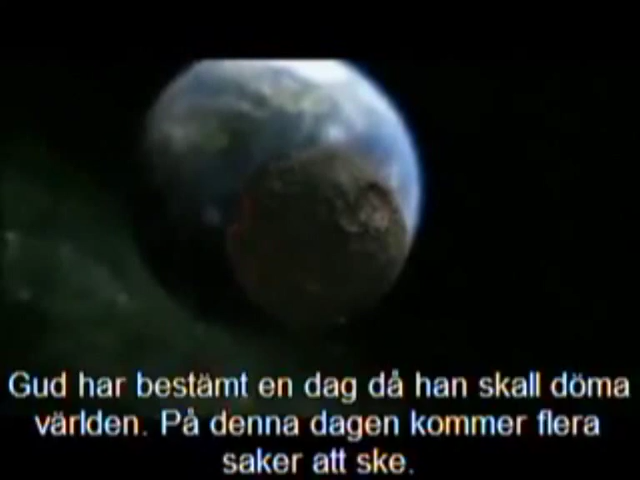 Gud har bestämt en dag då han skall döma
världen. På denna dagen kommer flera
saker att ske.